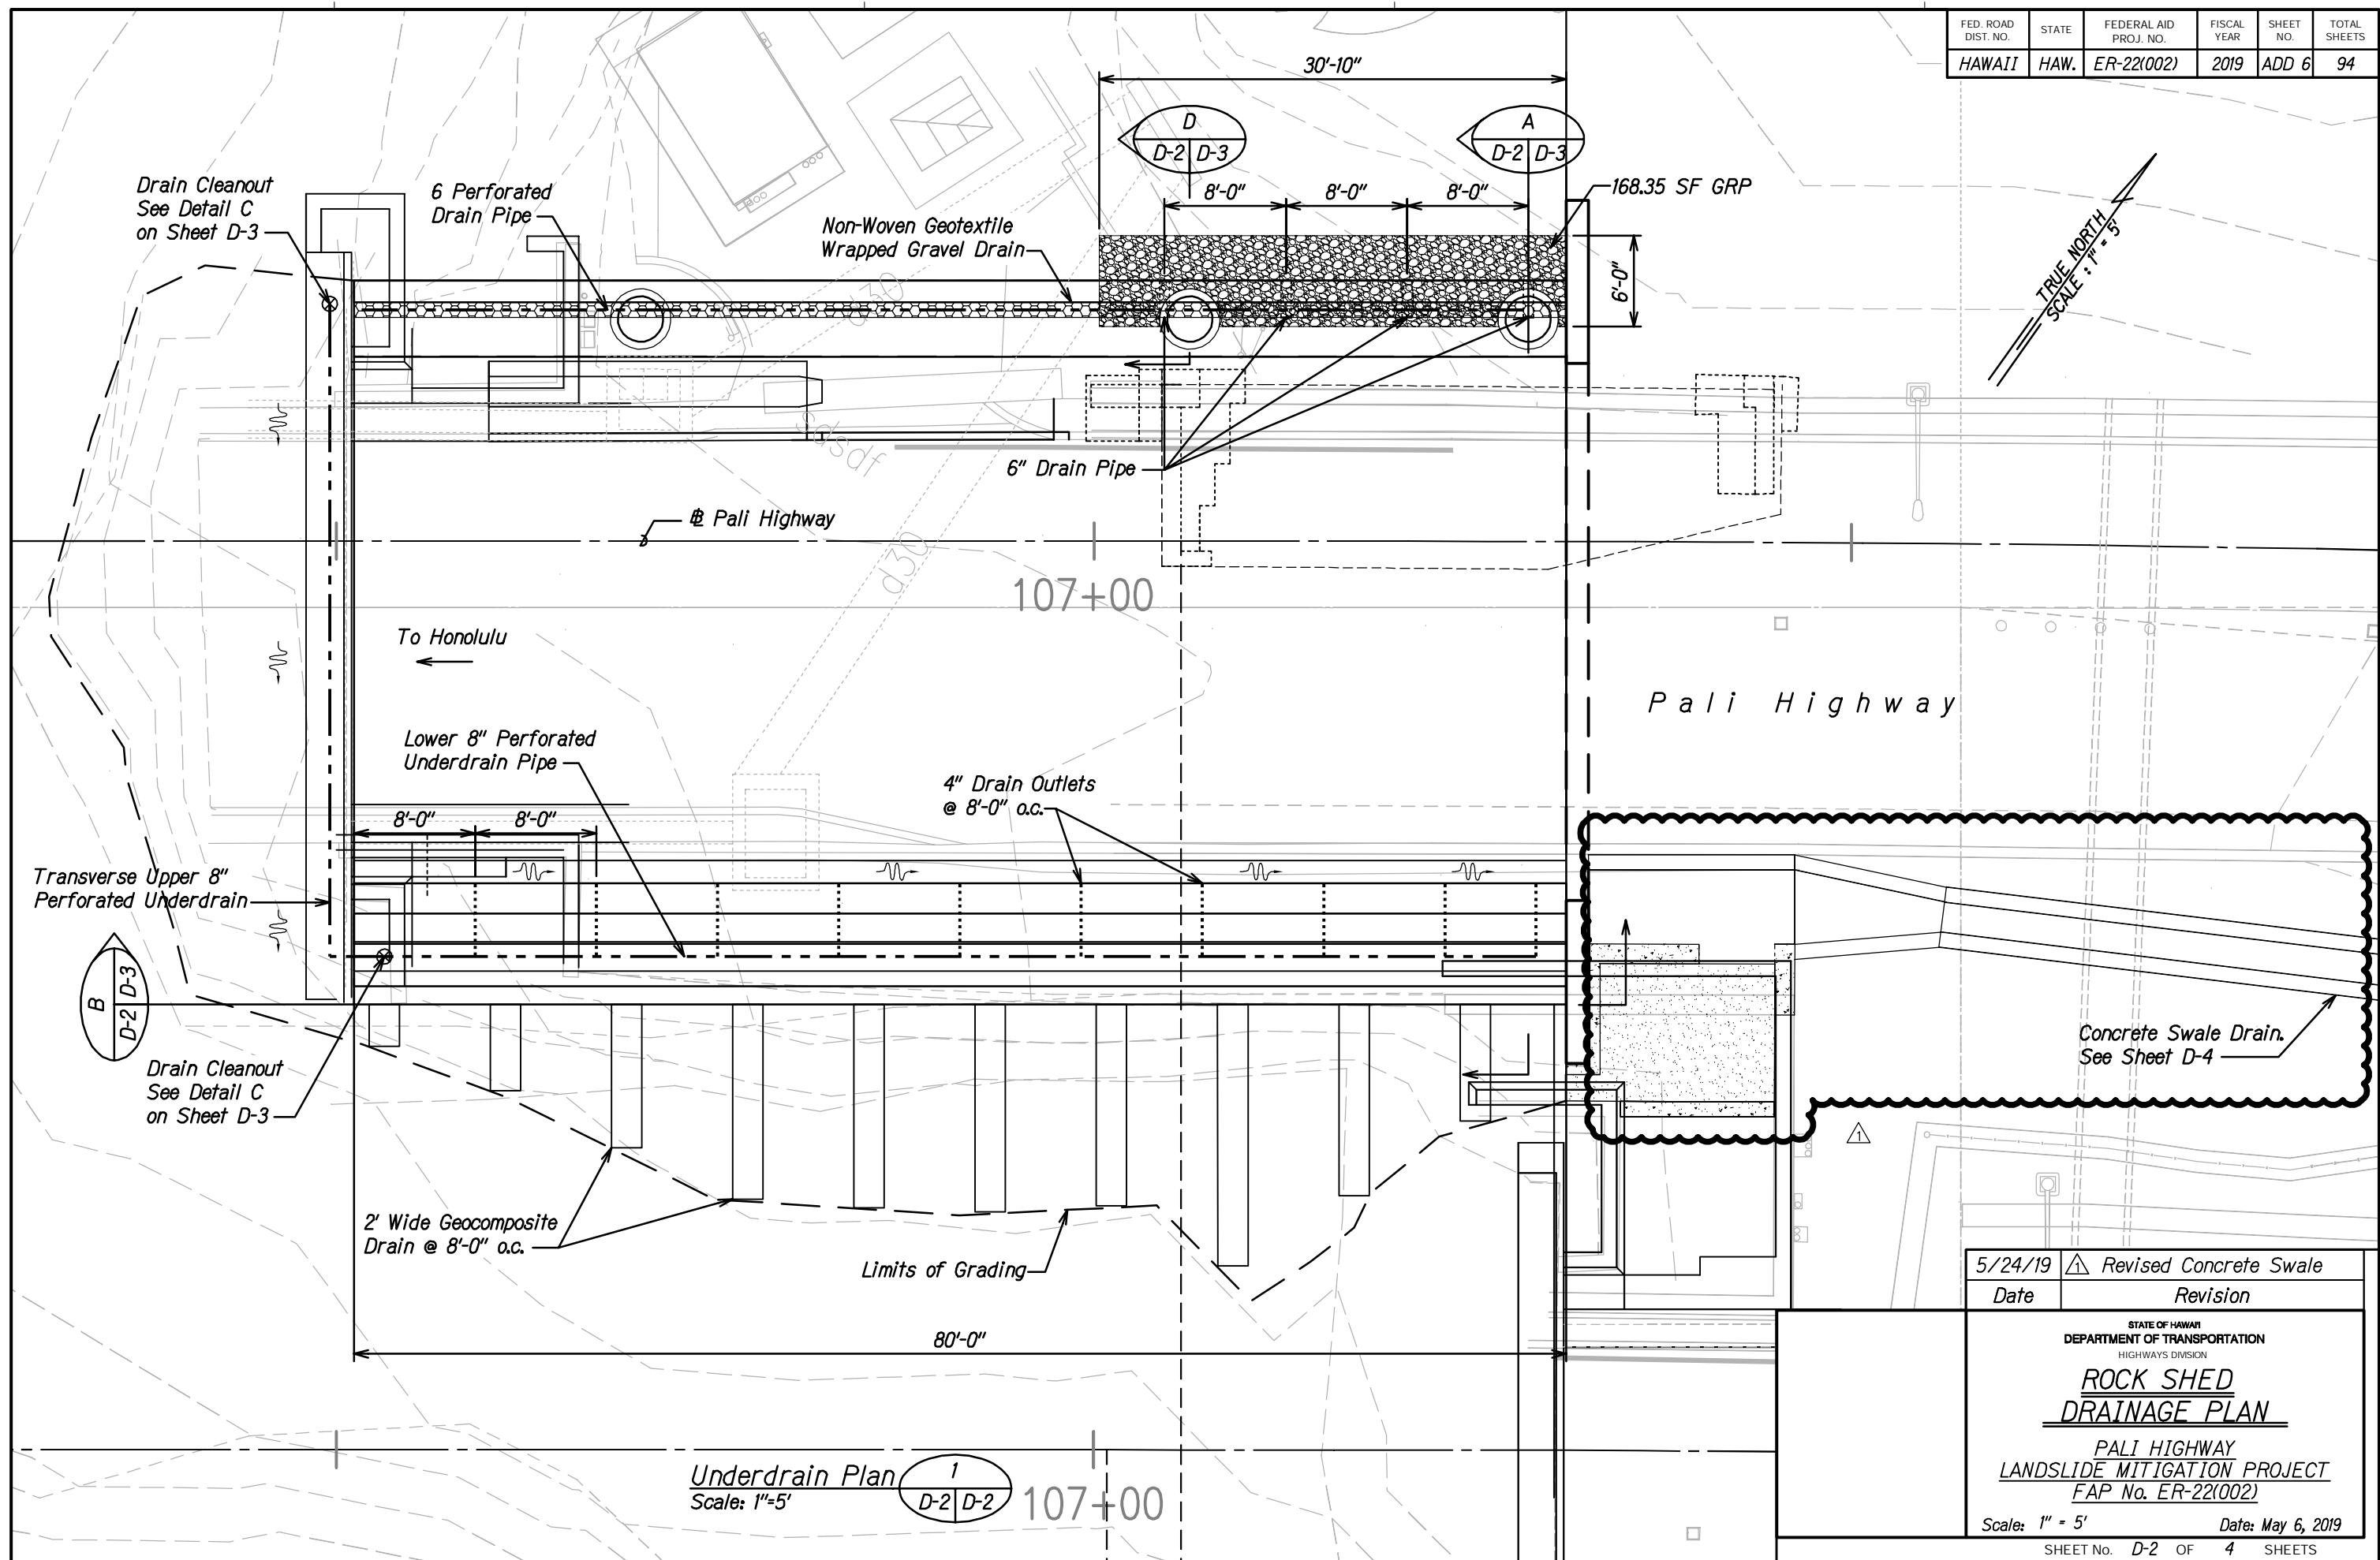 FED. ROAD DIST. NO.
STATE
FEDERAL AID PROJ. NO.
FISCAL YEAR
SHEET NO.
TOTAL SHEETS
HAWAII
HAW.
ER-22(002)
2019
ADD 6
94
30'-10"
D
D-2
D-3
A
D-2
D-3
8'-0"
8'-0"
8'-0"
168.35 SF GRP
6'-0"
TRUE NORTH
SCALE : 1" = 5'
Drain Cleanout
See Detail C
on Sheet D-3
6 Perforated
Drain Pipe
Non-Woven Geotextile
Wrapped Gravel Drain
d30
sdsdf
6" Drain Pipe
Pali Highway
d30
107+00
To Honolulu
Pali Highway
Lower 8" Perforated
Underdrain Pipe
4" Drain Outlets
@ 8'-0" o.c.
8'-0"
8'-0"
Transverse Upper 8"
Perforated Underdrain
B
D-2
D-3
Drain Cleanout
See Detail C
on Sheet D-3
Concrete Swale Drain.
See Sheet D-4
1
2' Wide Geocomposite
Drain @ 8'-0" o.c.
Limits of Grading
80'-0"
Underdrain Plan
Scale: 1"=5'
1
D-2
D-2
107+00
5/24/19
1
Revised Concrete Swale
Date
Revision
STATE OF HAWAI'I
DEPARTMENT OF TRANSPORTATION
HIGHWAYS DIVISION
ROCK SHED
DRAINAGE PLAN
PALI HIGHWAY
LANDSLIDE MITIGATION PROJECT
FAP No. ER-22(002)
Scale: 1" = 5'
Date: May 6, 2019
SHEET No. D-2 OF 4 SHEETS